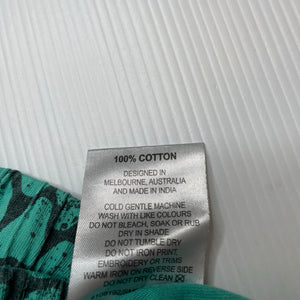 100% COTTON
DESIGNED IN
MELBOURNE, AUSTRALIA
AND MADE IN INDIA
COLD GENTLE MACHINE
WASH WITH LIKE COLOURS
DO NOT BLEACH, SOAK OR RUB
DRY IN SHADE
DO NOT TUMBLE DRY
DO NOT IRON PRINT,
EMBROIDERY OR TRIMS
WARM IRON ON REVERSE SIDE
DO NOT DRY CLEAN